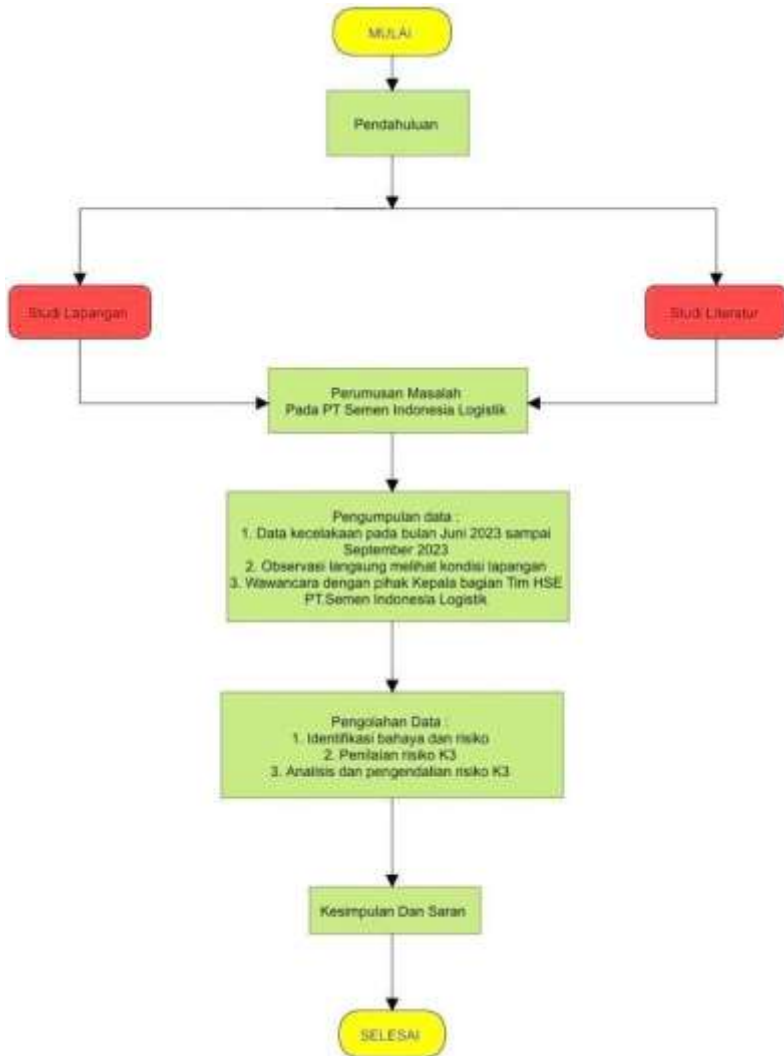 MULAI
Pendahuluan
Studi Lapangan
Studi Literatur
Perumusan Masalah
Pada PT Semen Indonesia Logistik
Pengumpulan data :
1. Data kecelakaan pada bulan Juni 2023 sampai
September 2023
2. Observasi langsung melihat kondisi lapangan
3. Wawancara dengan pihak Kepala bagian Tim HSE
PT.Semen Indonesia Logistik
Pengolahan Data :
1. Identifikasi bahaya dan risiko
2. Penilaian risiko K3
3. Analisis dan pengendalian risiko K3
Kesimpulan Dan Saran
SELESAI